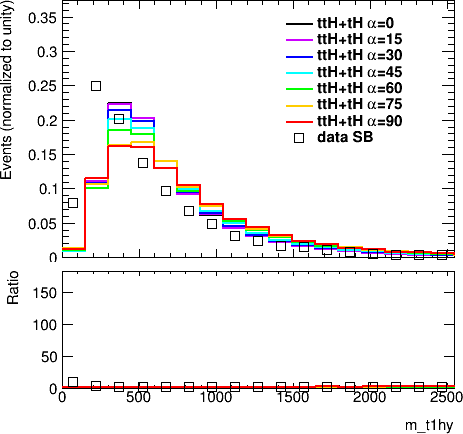 Events (normalized to unity)
0.35
0.3
0.25
0.2
0.15
0.1
0.05
0
ttH+tH α=0
ttH+tH α=15
ttH+tH α=30
ttH+tH α=45
ttH+tH α=60
ttH+tH α=75
ttH+tH α=90
data SB
Ratio
150
100
50
0
0 500 1000 1500 2000 2500
m_t1hy